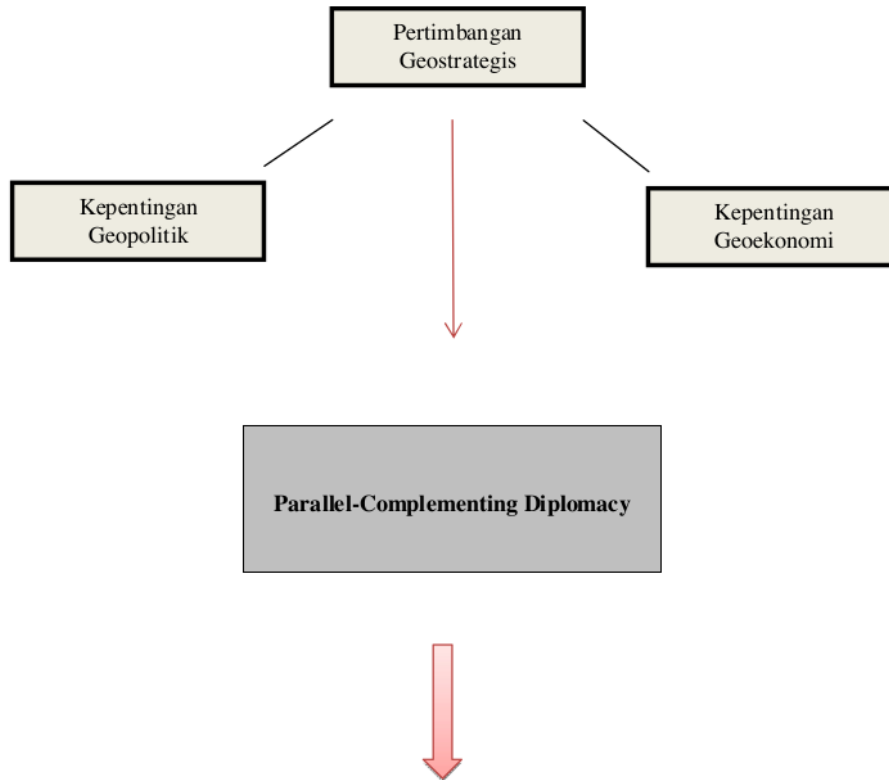 Pertimbangan
Geostrategis
Kepentingan
Geopolitik
Kepentingan
Geoekonomi
Parallel-Complementing Diplomacy